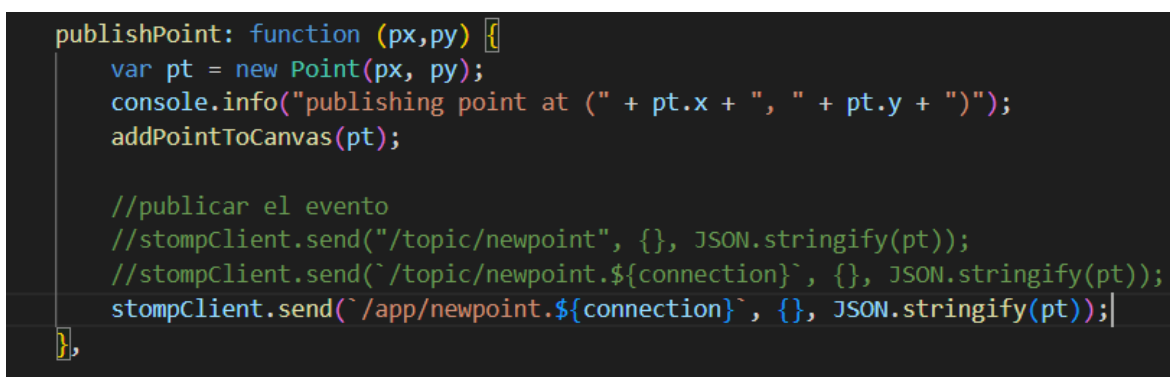 publishPoint: function (px,py) {
var pt = new Point(px, py);
console.info("publishing point at (" + pt.x + ", " + pt.y + ")");
addPointToCanvas(pt);
//publicar el evento
//stompClient.send("/topic/newpoint", {}, JSON.stringify(pt));
//stompClient.send(`/topic/newpoint.${connection}`, {}, JSON.stringify(pt));
stompClient.send(`/app/newpoint.${connection}`, {}, JSON.stringify(pt));
},